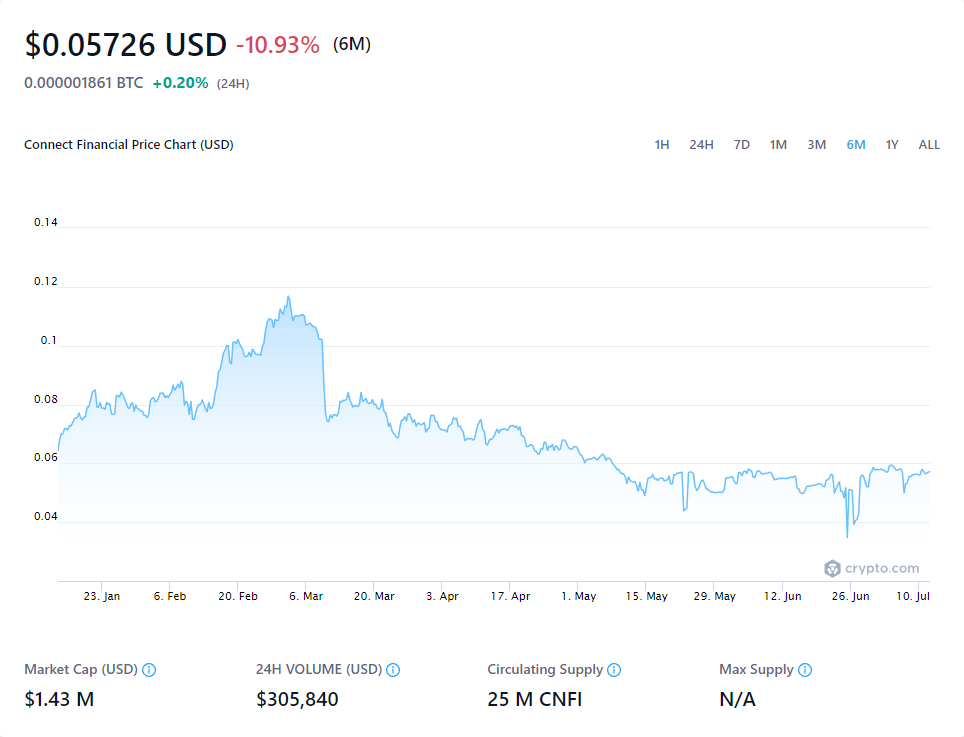 $0.05726 USD -10.93% (6M)
0.000001861 BTC +0.20% (24H)
Connect Financial Price Chart (USD) 1H 24H 7D 1M 3M 6M 1Y ALL
0.14
0.12
0.1
0.08
0.06
0.04
crypto.com
23. Jan 6. Feb 20. Feb 6. Mar 20. Mar 3. Apr 17. Apr 1. May 15. May 29. May 12. Jun 26. Jun 10. Jul
Market Cap (USD) 24H VOLUME (USD) Circulating Supply Max Supply
$1.43 M $305,840 25 M CNFI N/A